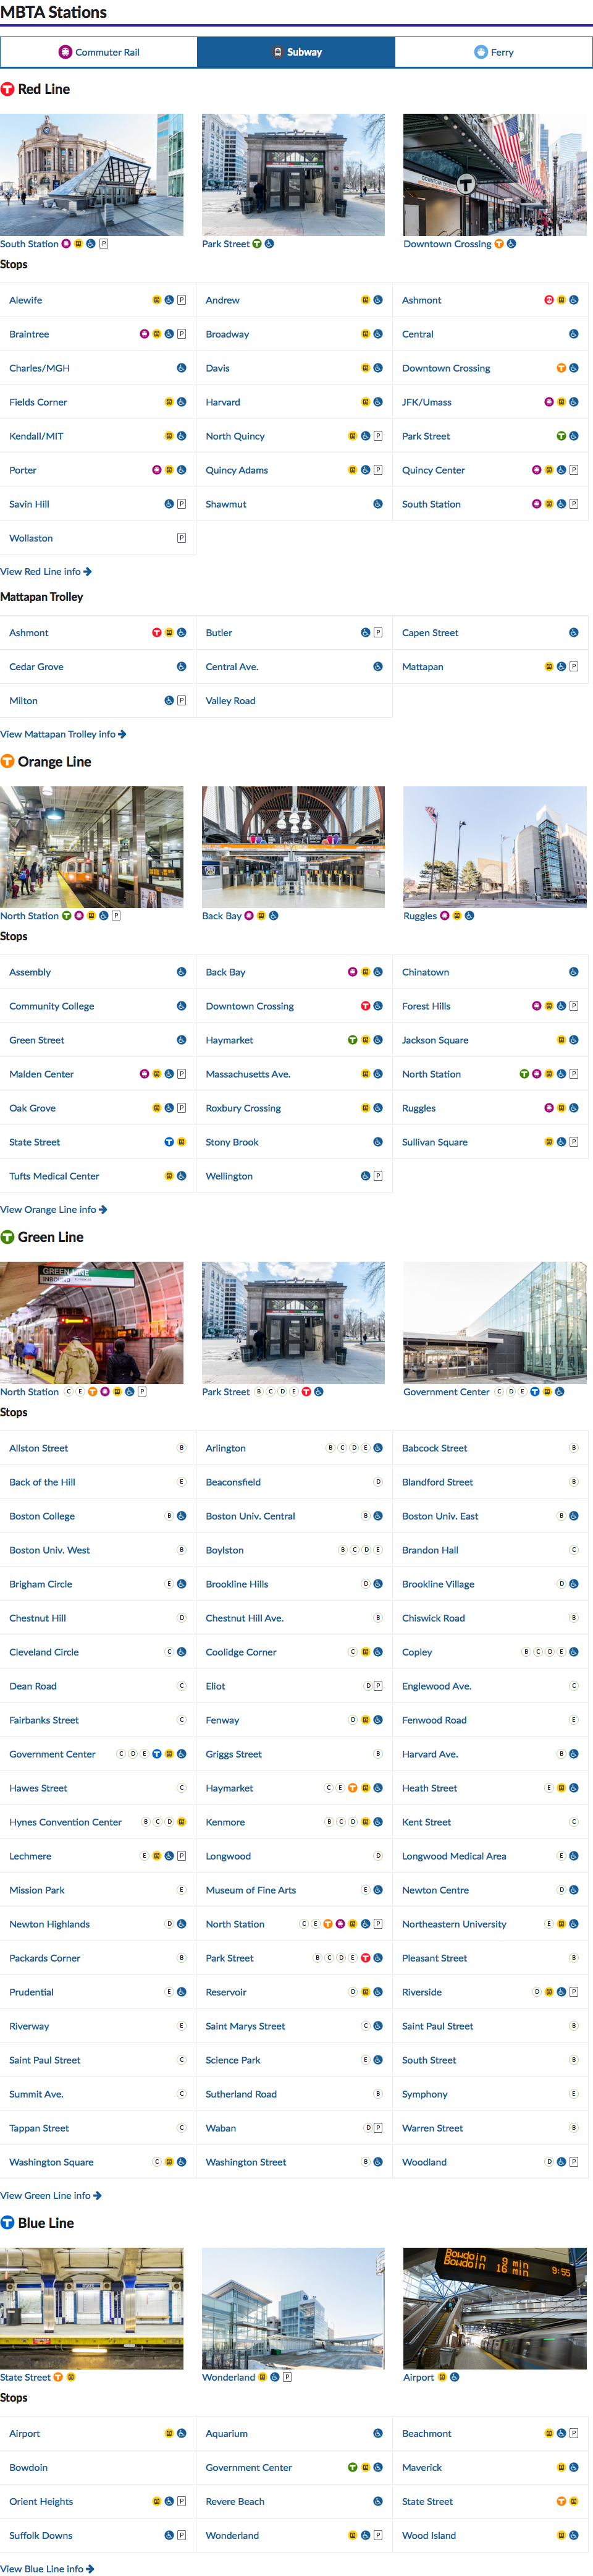 MBTA Stations
Commuter Rail Subway Ferry
T Red Line
South Station P Park Street T Downtown Crossing T
Stops
Alewife P Andrew Ashmont
Braintree P Broadway Central
Charles/MGH Davis Downtown Crossing T
Fields Corner Harvard JFK/Umass
Kendall/MIT North Quincy P Park Street T
Porter Quincy Adams P Quincy Center P
Savin Hill P Shawmut South Station P
Wollaston P
View Red Line info
Mattapan Trolley
Ashmont T Butler P Capen Street
Cedar Grove Central Ave. Mattapan P
Milton P Valley Road
View Mattapan Trolley info
T Orange Line
North Station T P Back Bay Ruggles
Stops
Assembly Back Bay Chinatown
Community College Downtown Crossing T Forest Hills P
Green Street Haymarket T Jackson Square
Malden Center P Massachusetts Ave. North Station T P
Oak Grove P Roxbury Crossing Ruggles
State Street T Stony Brook Sullivan Square P
Tufts Medical Center Wellington P
View Orange Line info
T Green Line
GREEN LINE
INBOUND
North Station C E T P Park Street B C D E T Government Center C D E T
Stops
Allston Street B Arlington B C D E Babcock Street B
Back of the Hill E Beaconsfield D Blandford Street B
Boston College B Boston Univ. Central B Boston Univ. East B
Boston Univ. West B Boylston B C D E Brandon Hall C
Brigham Circle E Brookline Hills D Brookline Village D
Chestnut Hill D Chestnut Hill Ave. B Chiswick Road B
Cleveland Circle C Coolidge Corner C Copley B C D E
Dean Road C Eliot D P Englewood Ave. C
Fairbanks Street C Fenway D Fenwood Road E
Government Center C D E T Griggs Street B Harvard Ave. B
Hawes Street C Haymarket C E T Heath Street E
Hynes Convention Center B C D Kenmore B C D Kent Street C
Lechmere E P Longwood D Longwood Medical Area E
Mission Park E Museum of Fine Arts E Newton Centre D
Newton Highlands D North Station C E T P Northeastern University E
Packards Corner B Park Street B C D E T Pleasant Street B
Prudential E Reservoir D Riverside D P
Riverway E Saint Marys Street C Saint Paul Street B
Saint Paul Street C Science Park E South Street B
Summit Ave. C Sutherland Road B Symphony E
Tappan Street C Waban D P Warren Street B
Washington Square C Washington Street B Woodland D P
View Green Line info
T Blue Line
Bowdoin 9 min
Bowdoin 16 min 9:55
State Street T Wonderland P Airport
Stops
Airport Aquarium Beachmont P
Bowdoin Government Center T Maverick
Orient Heights P Revere Beach State Street T
Suffolk Downs P Wonderland P Wood Island
View Blue Line info